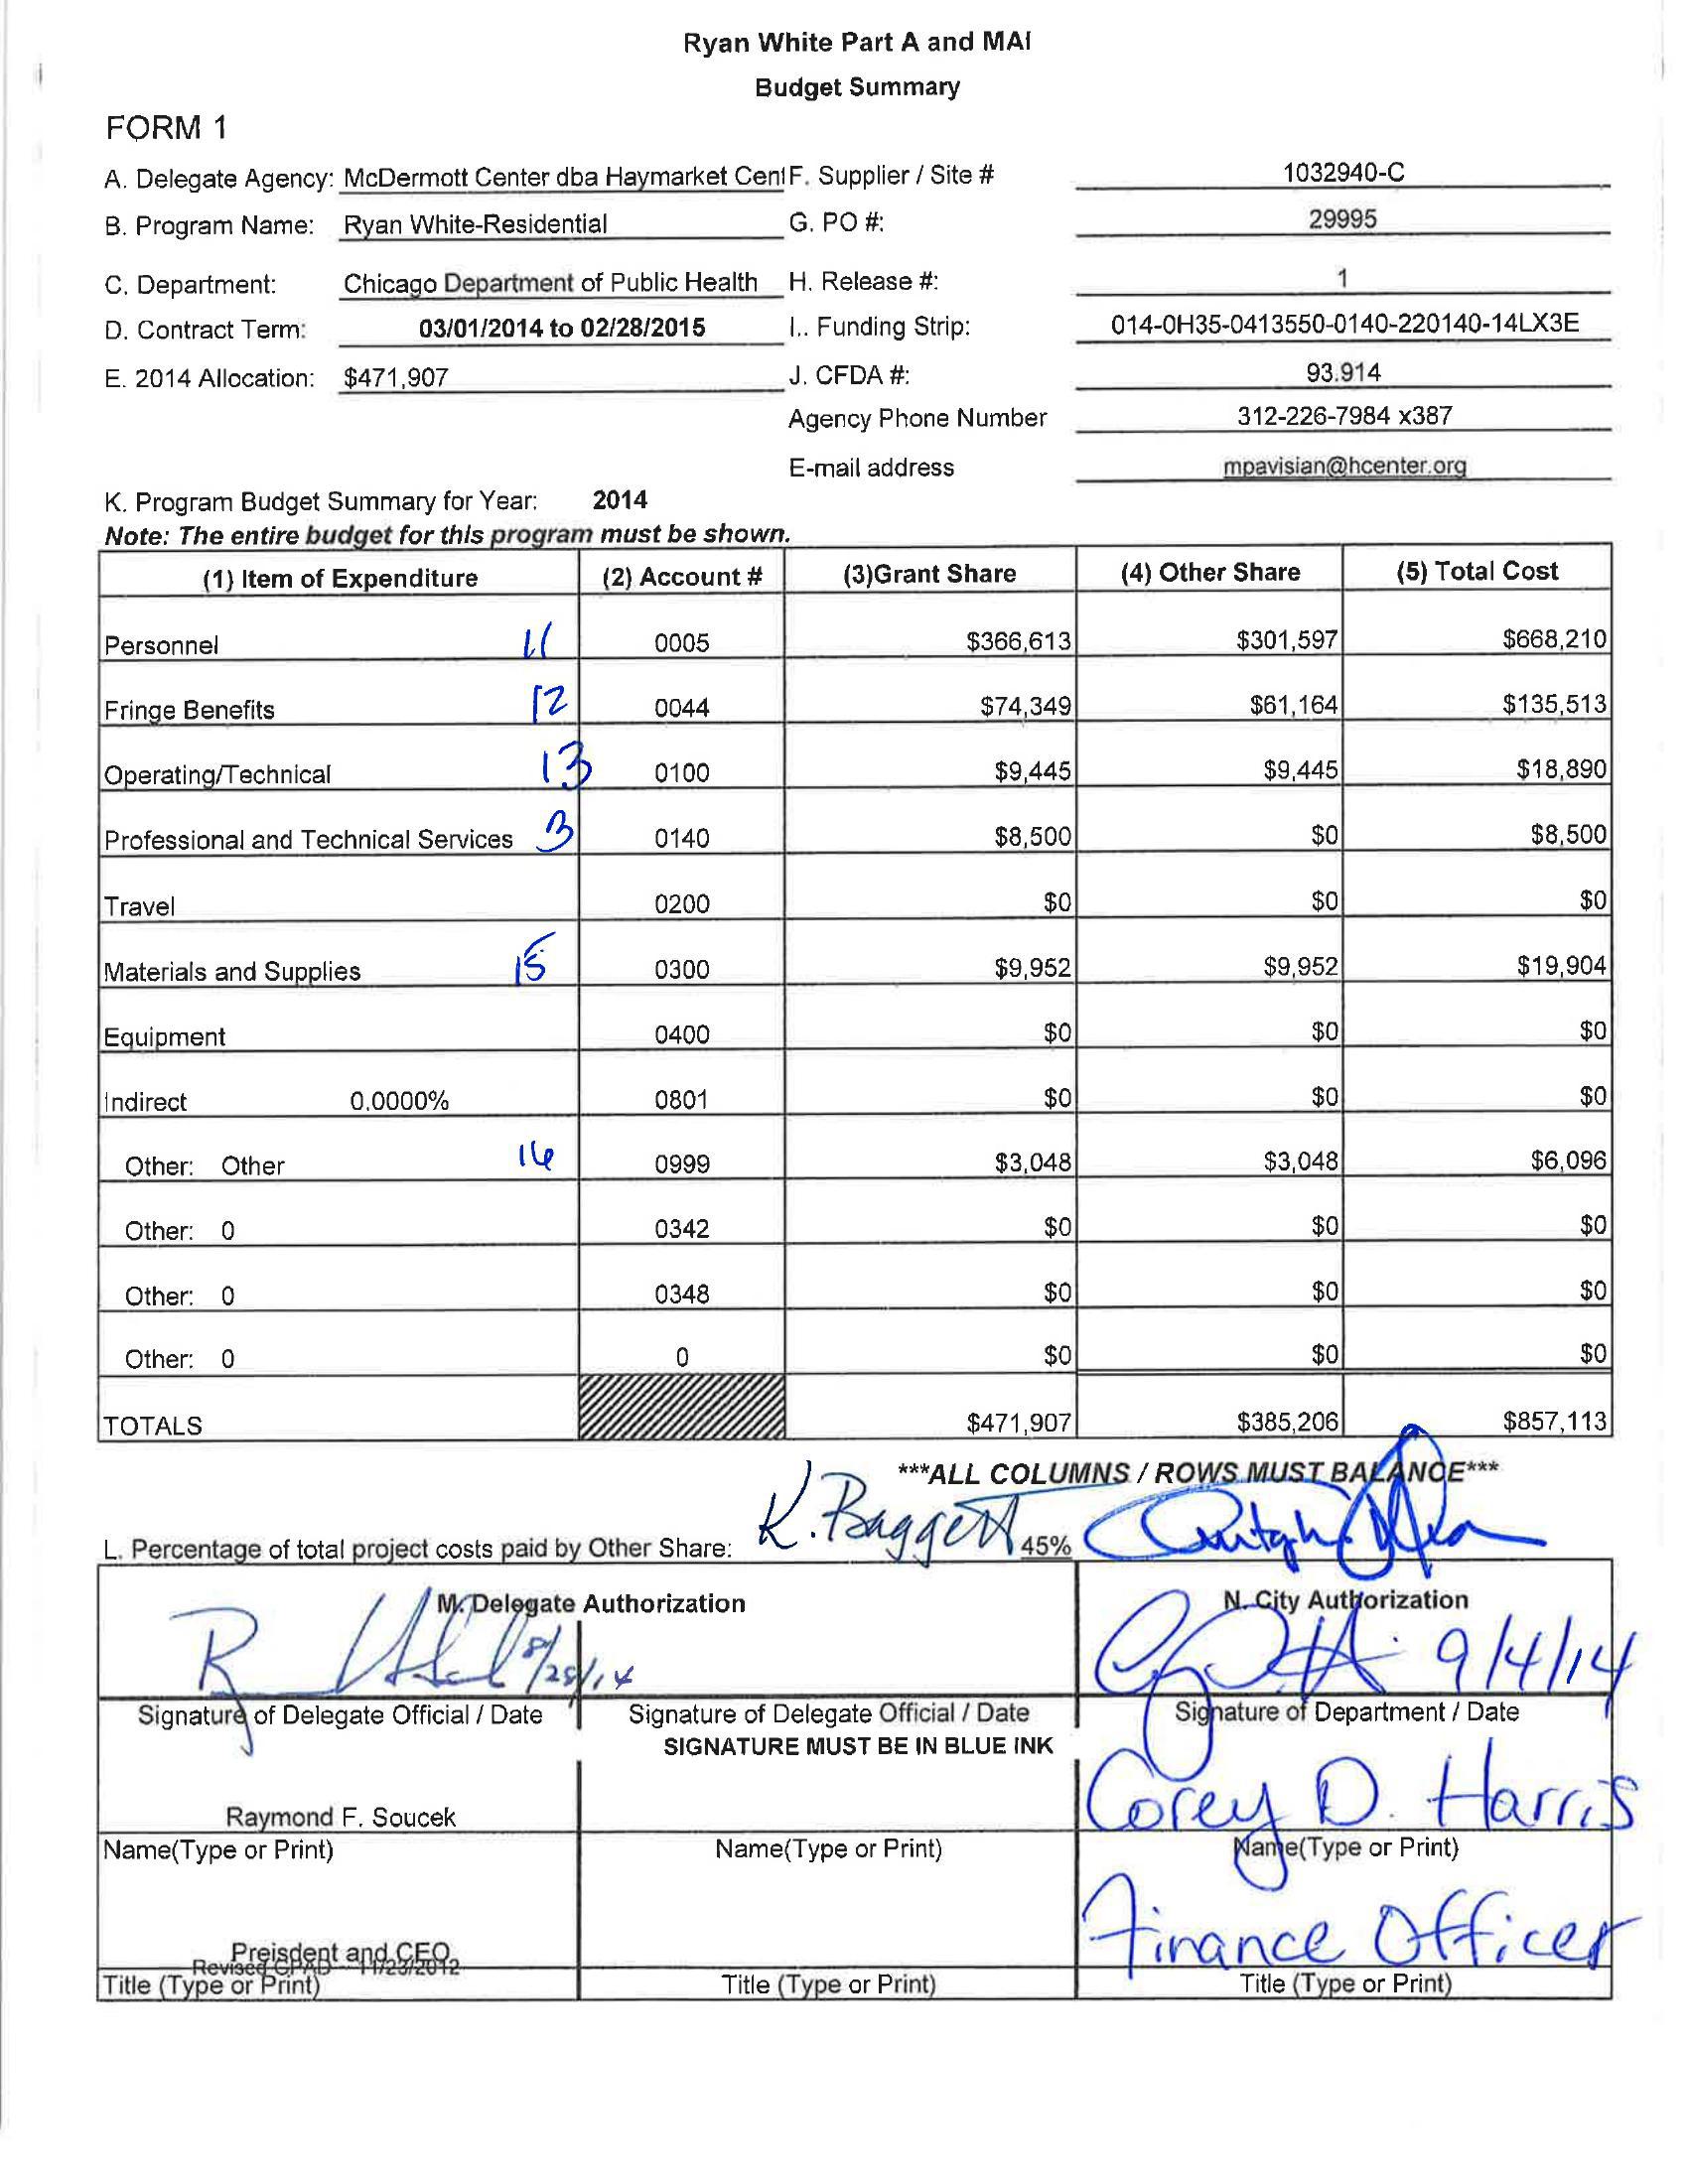 Ryan White Part A and MAI
Budget Summary
FORM 1
A. Delegate Agency: McDermott Center dba Haymarket Cent F. Supplier / Site # 1032940-C
B. Program Name: Ryan White-Residential G. PO #: 29995
C. Department: Chicago Department of Public Health H. Release #: 1
D. Contract Term: 03/01/2014 to 02/28/2015 I.. Funding Strip: 014-0H35-0413550-0140-220140-14LX3E
E. 2014 Allocation: $471,907 J. CFDA #: 93.914
Agency Phone Number 312-226-7984 x387
E-mail address mpavisian@hcenter.org
K. Program Budget Summary for Year: 2014
Note: The entire budget for this program must be shown.
(1) Item of Expenditure (2) Account # (3)Grant Share (4) Other Share (5) Total Cost
Personnel 11 0005 $366,613 $301,597 $668,210
Fringe Benefits 12 0044 $74,349 $61,164 $135,513
Operating/Technical 13 0100 $9,445 $9,445 $18,890
Professional and Technical Services 13 0140 $8,500 $0 $8,500
Travel 0200 $0 $0 $0
Materials and Supplies 15 0300 $9,952 $9,952 $19,904
Equipment 0400 $0 $0 $0
Indirect 0.0000% 0801 $0 $0 $0
Other: Other 16 0999 $3,048 $3,048 $6,096
Other: 0 0342 $0 $0 $0
Other: 0 0348 $0 $0 $0
Other: 0 0 $0 $0 $0
TOTALS $471,907 $385,206 $857,113
***ALL COLUMNS / ROWS MUST BALANCE***
K. Baggett
L. Percentage of total project costs paid by Other Share: 45%
M. Delegate Authorization N. City Authorization
8/28/14 9/4/14
Signature of Delegate Official / Date Signature of Delegate Official / Date Signature of Department / Date
SIGNATURE MUST BE IN BLUE INK
Raymond F. Soucek Corey D. Harris
Name(Type or Print) Name(Type or Print) Name(Type or Print)
Preisdent and CEO Finance Officer
Revised CPAD 11/23/2012
Title (Type or Print) Title (Type or Print) Title (Type or Print)